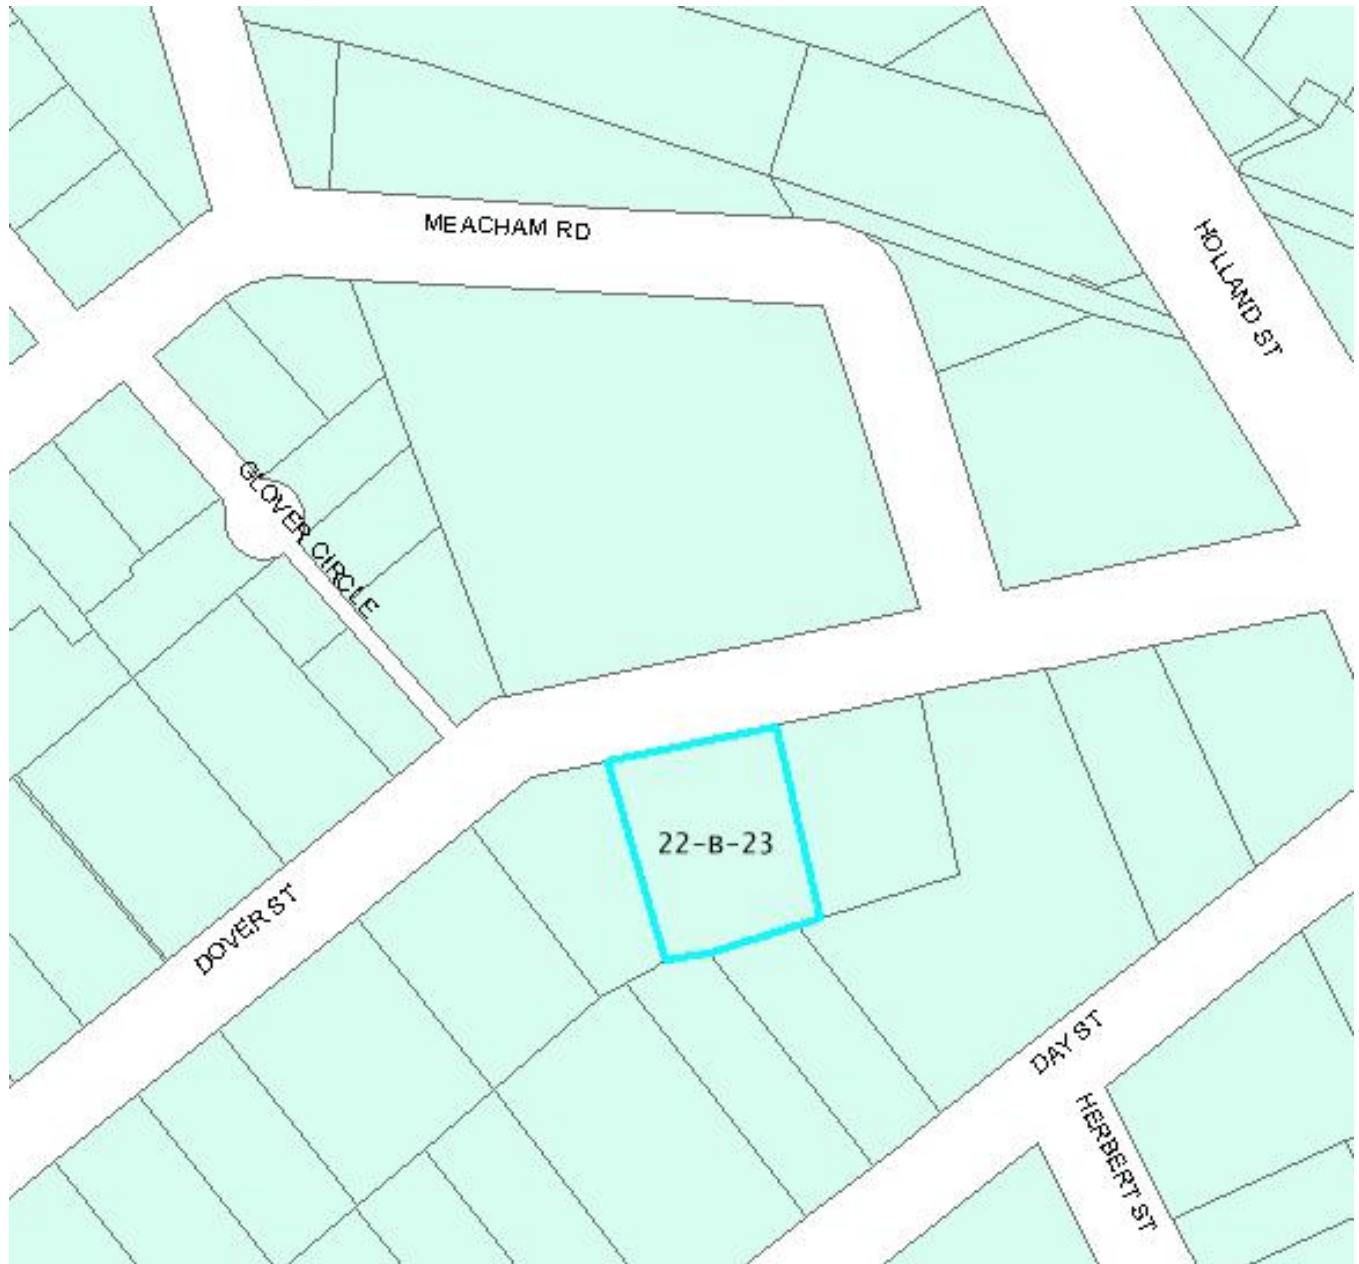 MEACHAM RD
HOLLAND ST
GLOVER CIRCLE
22-B-23
DOVER ST
DAY ST
HERBERT ST